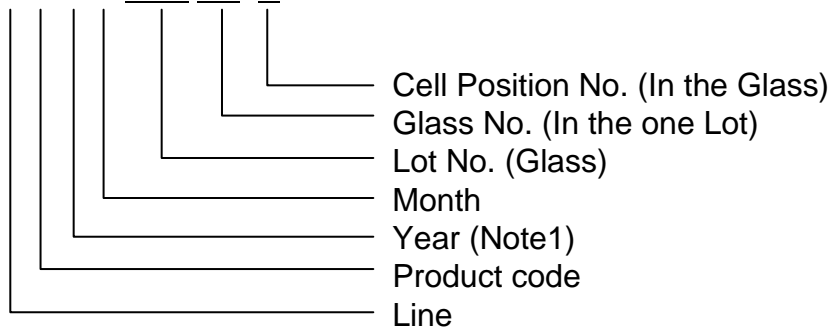 Cell Position No. (In the Glass)
Glass No. (In the one Lot)
Lot No. (Glass)
Month
Year (Note1)
Product code
Line